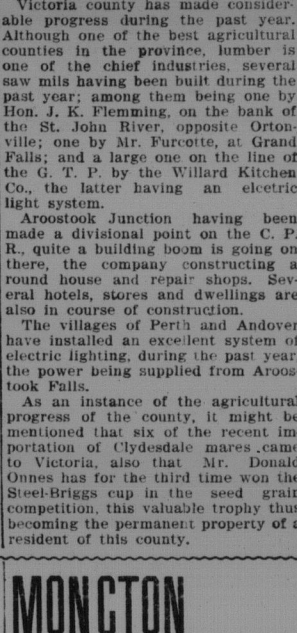 Victoria county has made consider-
able progress during the past year.
Although one of the best agricultural
counties in the province, lumber is
one of the chief industries, several
saw mils having been built during the
past year; among them being one by
Hon. J. K. Flemming, on the bank of
the St. John River, opposite Orton-
ville; one by Mr. Furcotte, at Grand
Falls; and a large one on the line of
the G. T. P. by the Willard Kitchen
Co., the latter having an elcetric
light system.
Aroostook Junction having been
made a divisional point on the C. P.
R., quite a building boom is going on
there, the company constructing a
round house and repair shops. Sev-
eral hotels, stores and dwellings are
also in course of construction.
The villages of Perth and Andover
have installed an excellent system of
electric lighting, during the past year
the power being supplied from Aroos
took Falls.
As an instance of the agricultural
progress of the county, it might be
mentioned that six of the recent im
portation of Clydesdale mares came
to Victoria, also that Mr. Donald
Onnes has for the third time won the
Steel-Briggs cup in the seed grain
competition, this valuable trophy thus
becoming the permanent property of a
resident of this county.
MONCTON